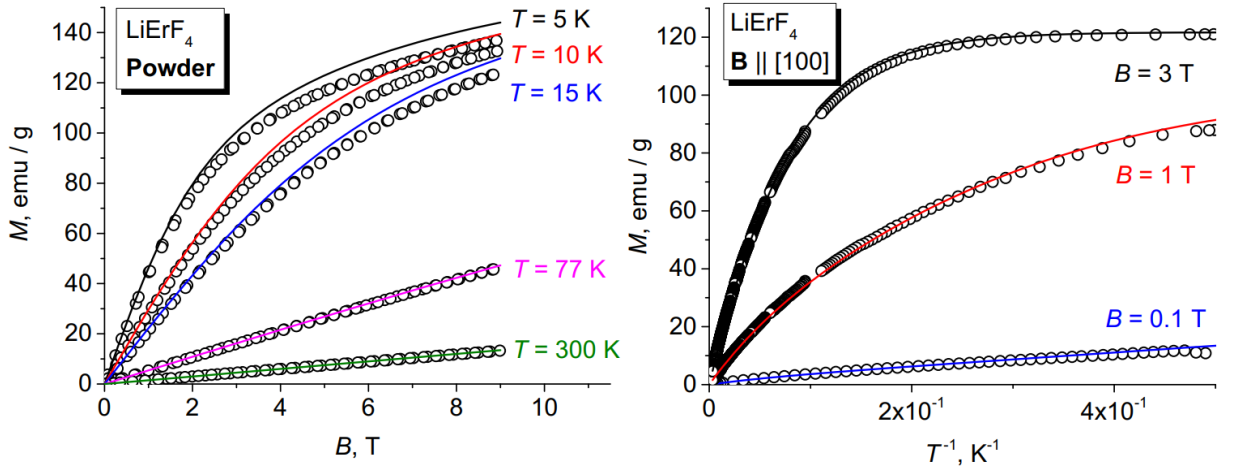 LiErF₄
Powder
T = 5 K
T = 10 K
T = 15 K
T = 77 K
T = 300 K
M, emu / g
140
120
100
80
60
40
20
0
0 2 4 6 8 10
B, T
LiErF₄
B || [100]
B = 3 T
B = 1 T
B = 0.1 T
M, emu / g
120
100
80
60
40
20
0
0 2x10⁻¹ 4x10⁻¹
T⁻¹, K⁻¹